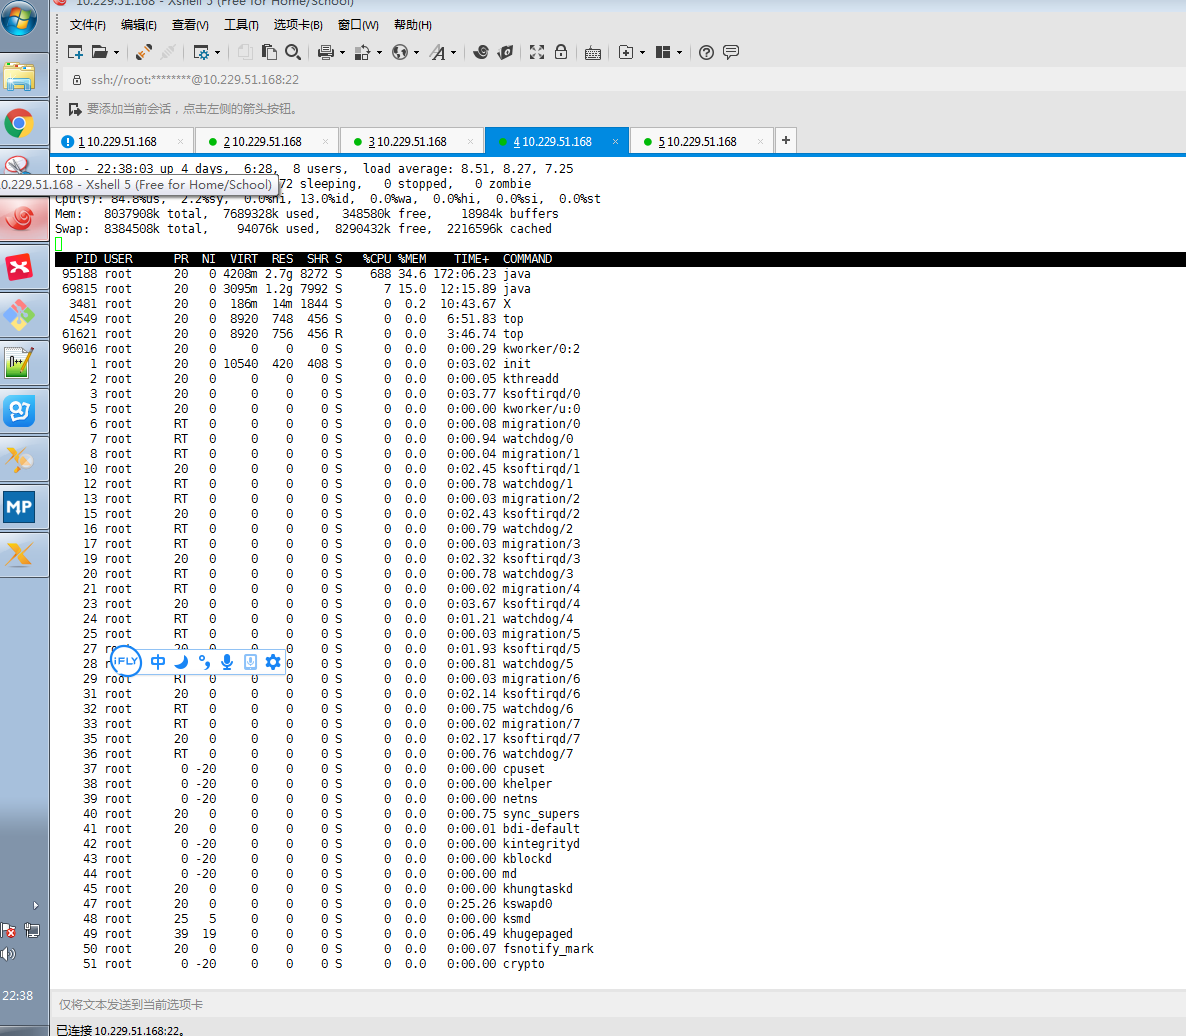 10.229.51.168 - Xshell 5 (Free for Home/School)
文件(F) 编辑(E) 查看(V) 工具(T) 选项卡(B) 窗口(W) 帮助(H)
ssh://root:********@10.229.51.168:22
要添加当前会话，点击左侧的箭头按钮。
1 10.229.51.168 × 2 10.229.51.168 × 3 10.229.51.168 × 4 10.229.51.168 × 5 10.229.51.168 × +
top - 22:38:03 up 4 days, 6:28, 8 users, load average: 8.51, 8.27, 7.25
0.229.51.168 - Xshell 5 (Free for Home/School) 72 sleeping, 0 stopped, 0 zombie
Cpu(s): 84.8%us, 2.2%sy, 0.0%ni, 13.0%id, 0.0%wa, 0.0%hi, 0.0%si, 0.0%st
Mem: 8037908k total, 7689328k used, 348580k free, 18984k buffers
Swap: 8384508k total, 94076k used, 8290432k free, 2216596k cached
PID USER PR NI VIRT RES SHR S %CPU %MEM TIME+ COMMAND
95188 root 20 0 4208m 2.7g 8272 S 688 34.6 172:06.23 java
69815 root 20 0 3095m 1.2g 7992 S 7 15.0 12:15.89 java
3481 root 20 0 186m 14m 1844 S 0 0.2 10:43.67 X
4549 root 20 0 8920 748 456 S 0 0.0 6:51.83 top
61621 root 20 0 8920 756 456 R 0 0.0 3:46.74 top
96016 root 20 0 0 0 0 S 0 0.0 0:00.29 kworker/0:2
1 root 20 0 10540 420 408 S 0 0.0 0:03.02 init
2 root 20 0 0 0 0 S 0 0.0 0:00.05 kthreadd
3 root 20 0 0 0 0 S 0 0.0 0:03.77 ksoftirqd/0
5 root 20 0 0 0 0 S 0 0.0 0:00.00 kworker/u:0
6 root RT 0 0 0 0 S 0 0.0 0:00.08 migration/0
7 root RT 0 0 0 0 S 0 0.0 0:00.94 watchdog/0
8 root RT 0 0 0 0 S 0 0.0 0:00.04 migration/1
10 root 20 0 0 0 0 S 0 0.0 0:02.45 ksoftirqd/1
12 root RT 0 0 0 0 S 0 0.0 0:00.78 watchdog/1
13 root RT 0 0 0 0 S 0 0.0 0:00.03 migration/2
15 root 20 0 0 0 0 S 0 0.0 0:02.43 ksoftirqd/2
16 root RT 0 0 0 0 S 0 0.0 0:00.79 watchdog/2
17 root RT 0 0 0 0 S 0 0.0 0:00.03 migration/3
19 root 20 0 0 0 0 S 0 0.0 0:02.32 ksoftirqd/3
20 root RT 0 0 0 0 S 0 0.0 0:00.78 watchdog/3
21 root RT 0 0 0 0 S 0 0.0 0:00.02 migration/4
23 root 20 0 0 0 0 S 0 0.0 0:03.67 ksoftirqd/4
24 root RT 0 0 0 0 S 0 0.0 0:01.21 watchdog/4
25 root RT 0 0 0 0 S 0 0.0 0:00.03 migration/5
27 root 20 0 0 0 0 S 0 0.0 0:01.93 ksoftirqd/5
28 r iFLY 中 0 S 0 0.0 0:00.81 watchdog/5
29 root RT 0 0 0 0 S 0 0.0 0:00.03 migration/6
31 root 20 0 0 0 0 S 0 0.0 0:02.14 ksoftirqd/6
32 root RT 0 0 0 0 S 0 0.0 0:00.75 watchdog/6
33 root RT 0 0 0 0 S 0 0.0 0:00.02 migration/7
35 root 20 0 0 0 0 S 0 0.0 0:02.17 ksoftirqd/7
36 root RT 0 0 0 0 S 0 0.0 0:00.76 watchdog/7
37 root 0 -20 0 0 0 S 0 0.0 0:00.00 cpuset
38 root 0 -20 0 0 0 S 0 0.0 0:00.00 khelper
39 root 0 -20 0 0 0 S 0 0.0 0:00.00 netns
40 root 20 0 0 0 0 S 0 0.0 0:00.75 sync_supers
41 root 20 0 0 0 0 S 0 0.0 0:00.01 bdi-default
42 root 0 -20 0 0 0 S 0 0.0 0:00.00 kintegrityd
43 root 0 -20 0 0 0 S 0 0.0 0:00.00 kblockd
44 root 0 -20 0 0 0 S 0 0.0 0:00.00 md
45 root 20 0 0 0 0 S 0 0.0 0:00.00 khungtaskd
47 root 20 0 0 0 0 S 0 0.0 0:25.26 kswapd0
48 root 25 5 0 0 0 S 0 0.0 0:00.00 ksmd
49 root 39 19 0 0 0 S 0 0.0 0:06.49 khugepaged
50 root 20 0 0 0 0 S 0 0.0 0:00.07 fsnotify_mark
51 root 0 -20 0 0 0 S 0 0.0 0:00.00 crypto
MP
22:38
仅将文本发送到当前选项卡
已连接 10.229.51.168:22。